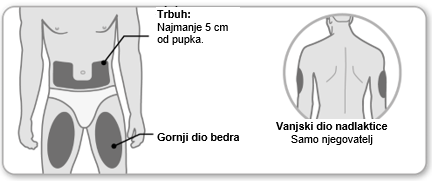 Trbuh:
Najmanje 5 cm
od pupka.
Gornji dio bedra
Vanjski dio nadlaktice
Samo njegovatelj